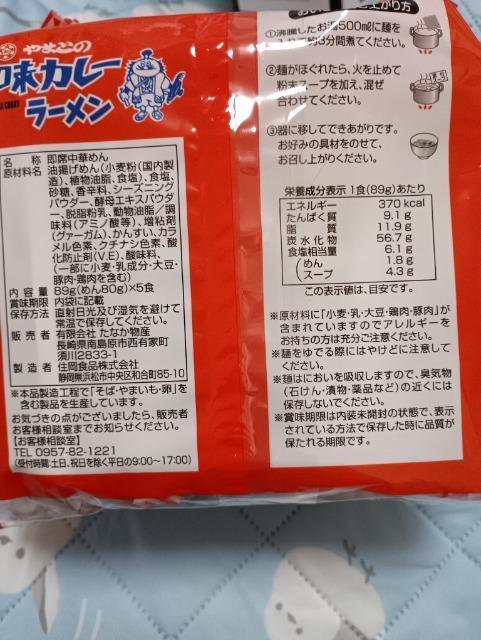 やまとの
味カレー
ラーメン
名　称　即席中華めん
原材料名　油揚げめん(小麦粉(国内製
造)、植物油脂、食塩)、食塩、
砂糖、香辛料、シーズニング
パウダー、酵母エキスパウダ
ー、脱脂粉乳、動物油脂／調
味料(アミノ酸等)、増粘剤
(グァーガム)、かんすい、カラ
メル色素、クチナシ色素、酸
化防止剤(V.E)、酸味料、
(一部に小麦・乳成分・大豆・
豚肉・鶏肉を含む)
内 容 量　89g(めん80g)×5食
賞味期限　内袋に記載
保存方法　直射日光及び湿気を避けて
常温で保存してください。
販 売 者　有限会社 たなか物産
長崎県南島原市西有家町
須川2833-1
製 造 者　住岡食品株式会社
静岡県浜松市中央区和合町85-10
※本品製造工程で「そば・やまいも・卵」を
含む製品を生産しています。
お気づきの点がございましたら、販売者
お客様相談室までお知らせください。
【お客様相談室】
TEL 0957-82-1221
(受付時間:土日、祝日を除く平日の9:00～17:00)
①沸騰したお湯500mlに麺を
入れて約3分間煮てください。
②麺がほぐれたら、火を止めて
粉末スープを加え、混ぜ
合わせてください。
③器に移してできあがりです。
お好みの具材をのせて、
お召し上がりください。
栄養成分表示 1食(89g)あたり
エネルギー　370 kcal
たんぱく質　9.1 g
脂　質　11.9 g
炭水化物　56.7 g
食塩相当量　6.1 g
(めん　1.8 g
スープ　4.3 g
この表示値は、目安です。
※原材料に「小麦・乳・大豆・鶏肉・豚肉」が
含まれていますのでアレルギーを
お持ちの方は充分ご注意ください。
※麺をゆでる際にはやけどに注意して
ください。
※麺はにおいを吸収しますので、臭気物
(石けん・漬物・薬品など)の近くには
保存しないでください。
※賞味期限は内装未開封の状態で、表示
されている方法で保存した時に品質が
保たれる期限です。